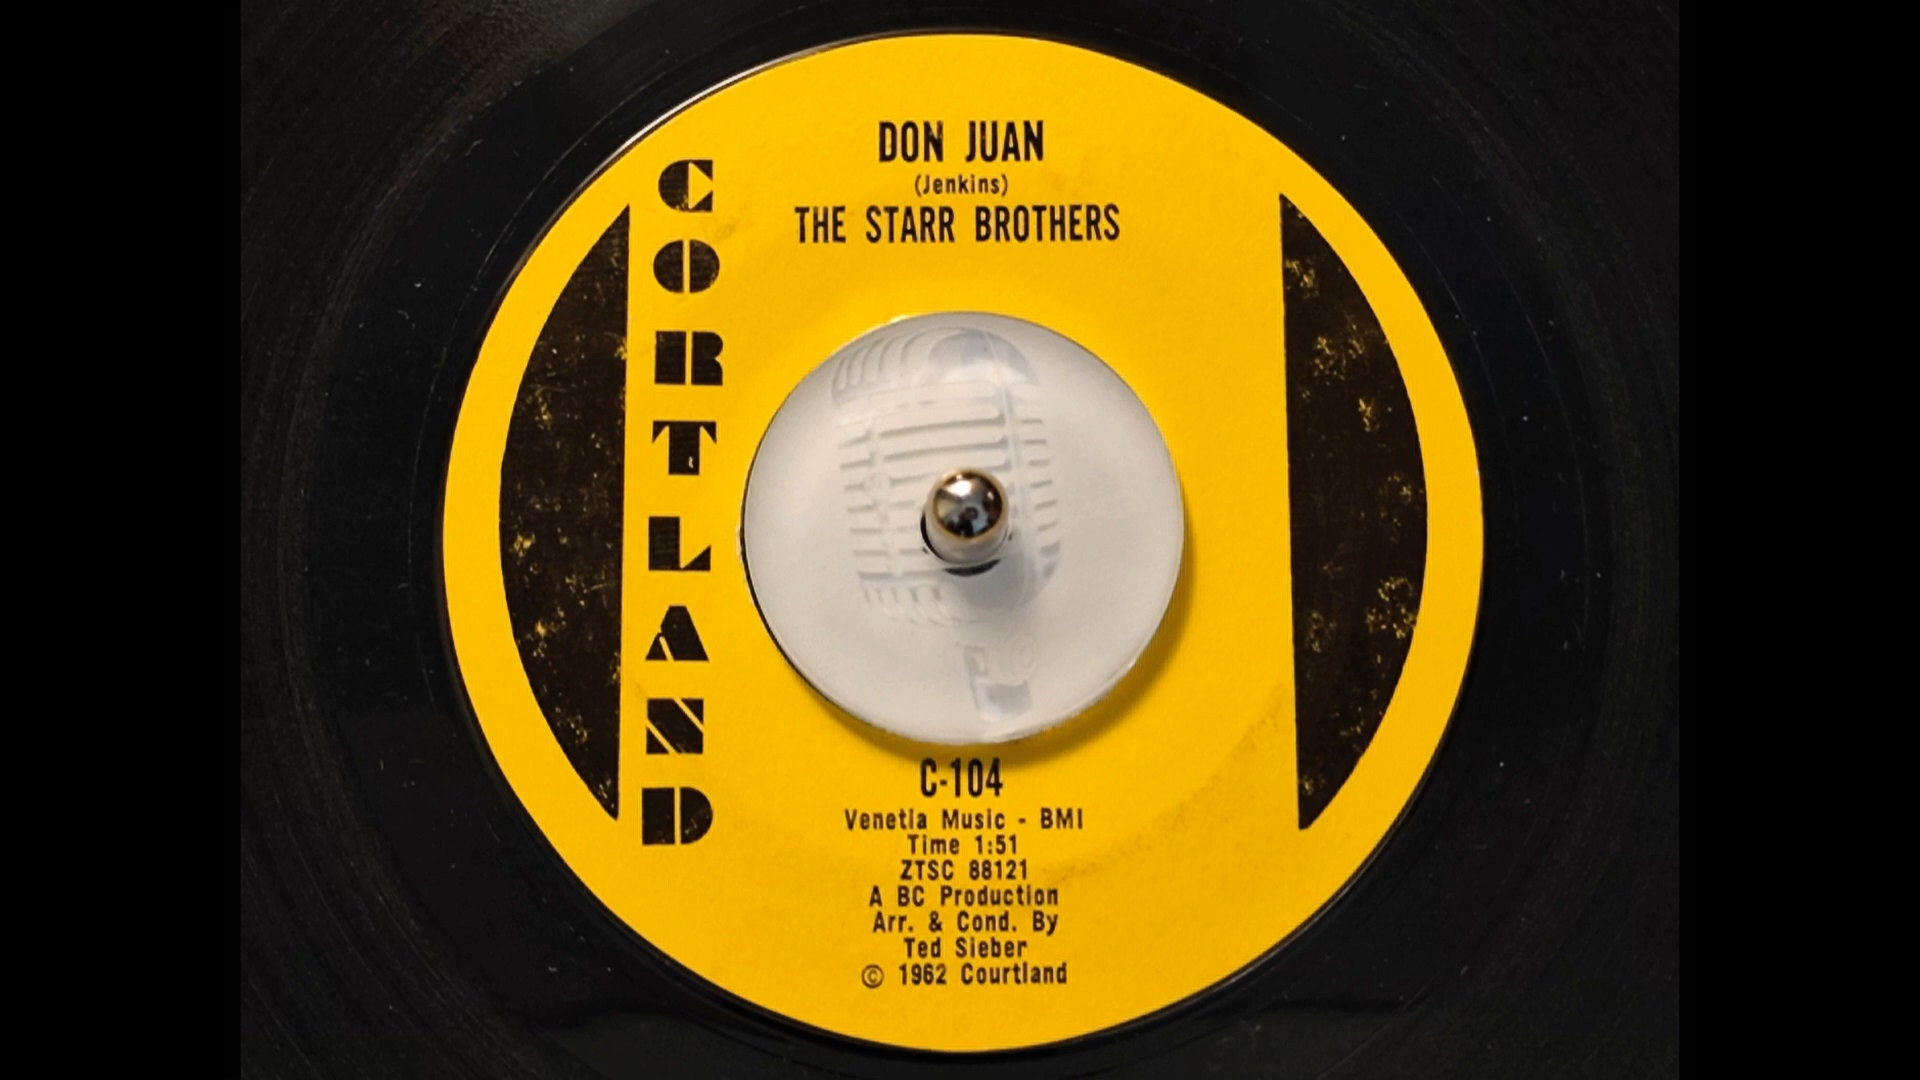 DON JUAN
(Jenkins)
THE STARR BROTHERS
CORTLAND
C-104
Venetia Music - BMI
Time 1:51
ZTSC 88121
A BC Production
Arr. & Cond. By
Ted Sieber
© 1962 Courtland